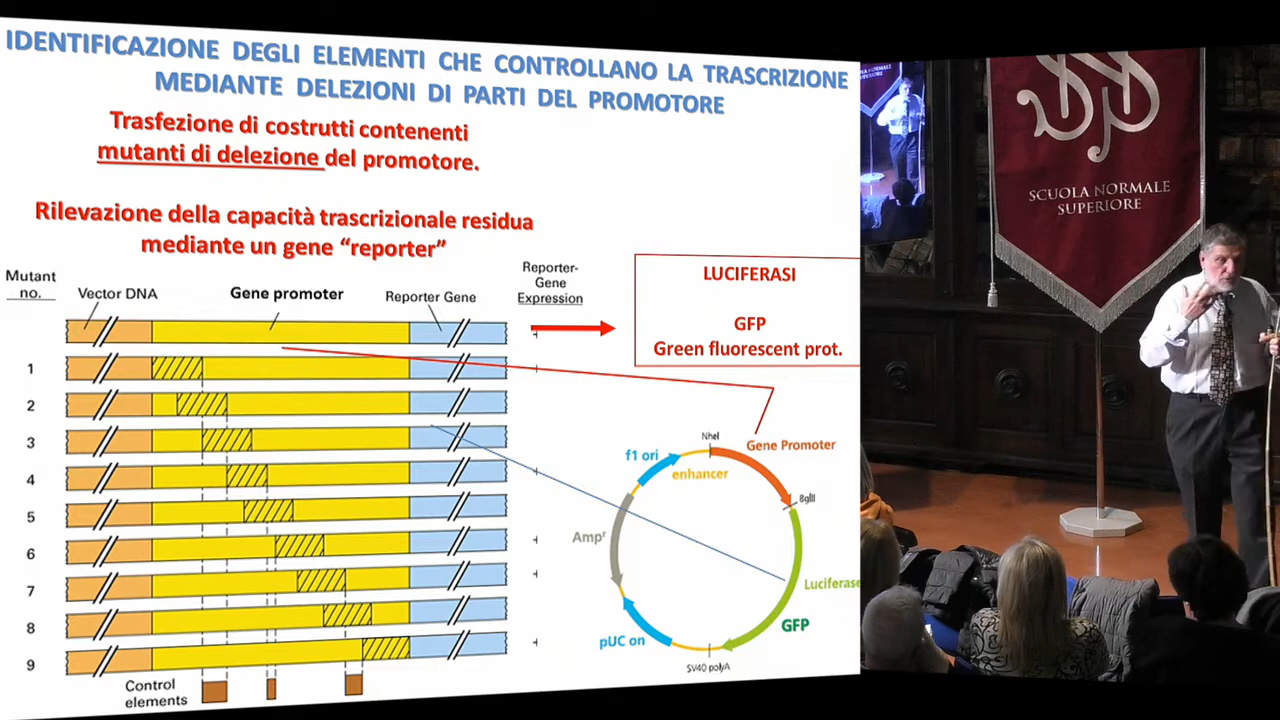 IDENTIFICAZIONE DEGLI ELEMENTI CHE CONTROLLANO LA TRASCRIZIONE
MEDIANTE DELEZIONI DI PARTI DEL PROMOTORE
Trasfezione di costrutti contenenti
mutanti di delezione del promotore.
Rilevazione della capacità trascrizionale residua
mediante un gene “reporter”
Mutant
no.
Vector DNA
Gene promoter
Reporter Gene
Reporter-
Gene
Expression
LUCIFERASI
GFP
Green fluorescent prot.
1
2
3
4
5
6
7
8
9
Control
elements
NheI
Gene Promoter
f1 ori
enhancer
BglII
Ampʳ
Luciferase
GFP
pUC on
SV40 polyA
SCUOLA NORMALE
SUPERIORE